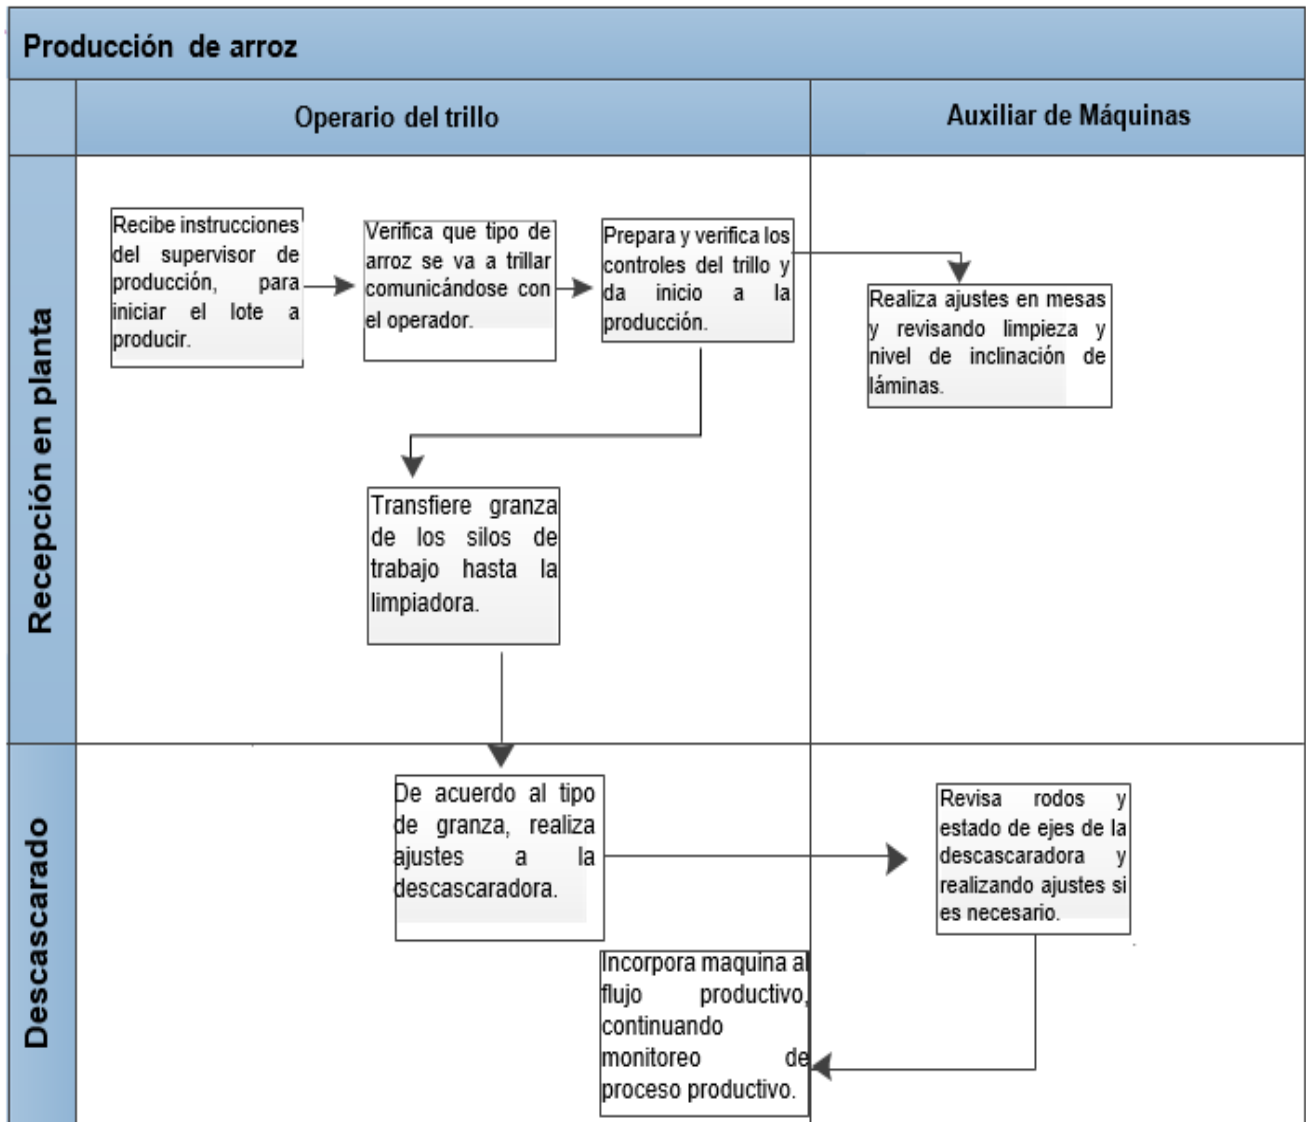 Producción de arroz
Operario del trillo
Auxiliar de Máquinas
Recepción en planta
Recibe instrucciones
del supervisor de
producción, para
iniciar el lote a
producir.
Verifica que tipo de
arroz se va a trillar
comunicándose con
el operador.
Prepara y verifica los
controles del trillo y
da inicio a la
producción.
Realiza ajustes en mesas
y revisando limpieza y
nivel de inclinación de
láminas.
Transfiere granza
de los silos de
trabajo hasta la
limpiadora.
Descascarado
De acuerdo al tipo
de granza, realiza
ajustes a la
descascaradora.
Revisa rodos y
estado de ejes de la
descascaradora y
realizando ajustes si
es necesario.
Incorpora maquina al
flujo productivo,
continuando
monitoreo de
proceso productivo.